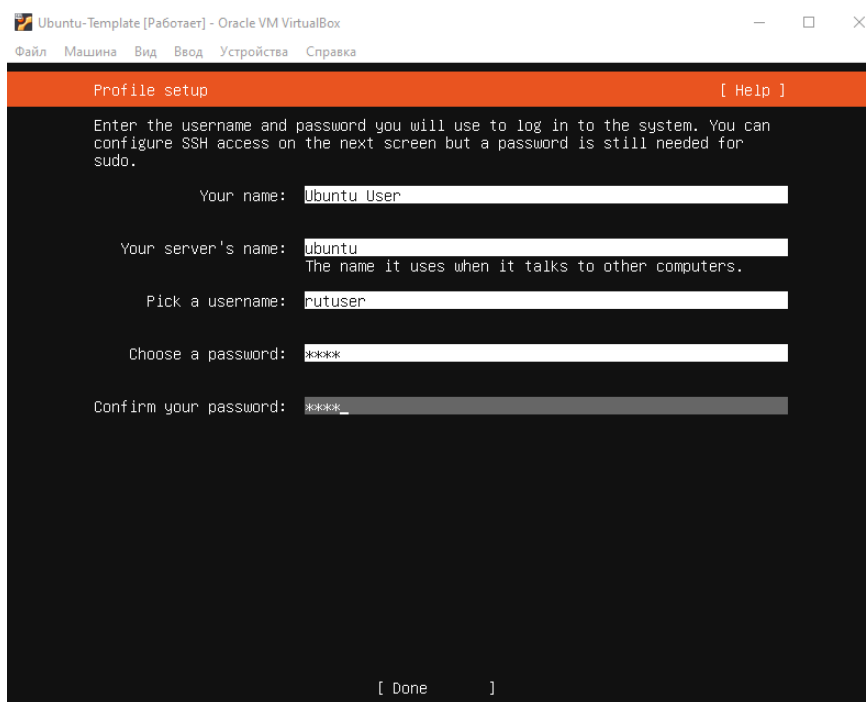 Ubuntu-Template [Работает] - Oracle VM VirtualBox
Файл Машина Вид Ввод Устройства Справка
Profile setup [ Help ]
Enter the username and password you will use to log in to the system. You can
configure SSH access on the next screen but a password is still needed for
sudo.
Your name: Ubuntu User
Your server's name: ubuntu
The name it uses when it talks to other computers.
Pick a username: rutuser
Choose a password: ****
Confirm your password: ****_
[ Done ]